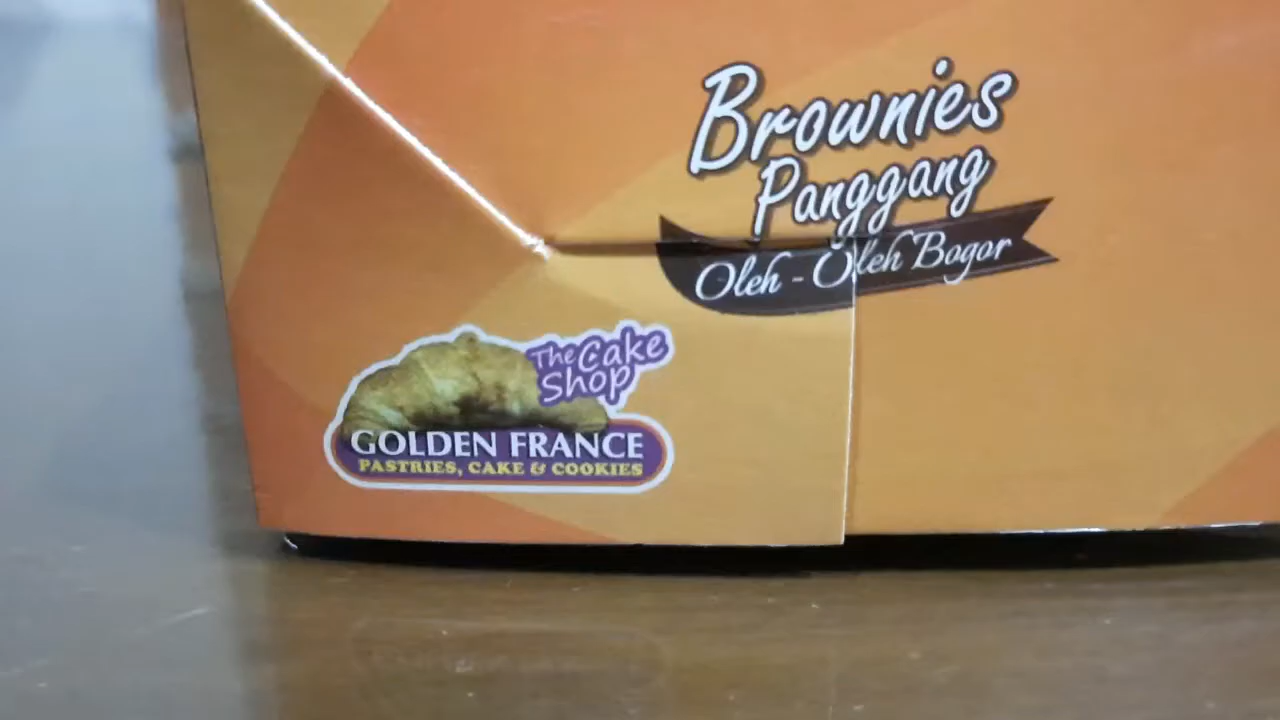 Brownies
Panggang
Oleh - Oleh Bogor
The Cake
Shop
GOLDEN FRANCE
PASTRIES, CAKE & COOKIES